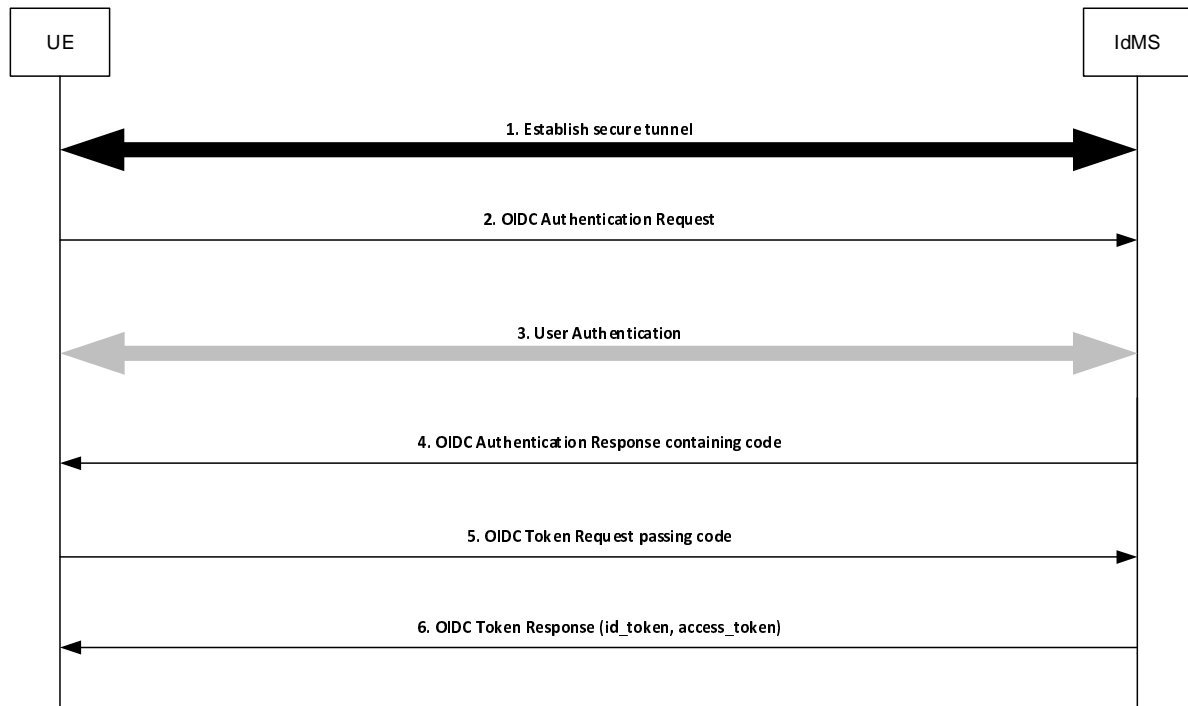 UE
IdMS
1. Establish secure tunnel
2. OIDC Authentication Request
3. User Authentication
4. OIDC Authentication Response containing code
5. OIDC Token Request passing code
6. OIDC Token Response (id_token, access_token)